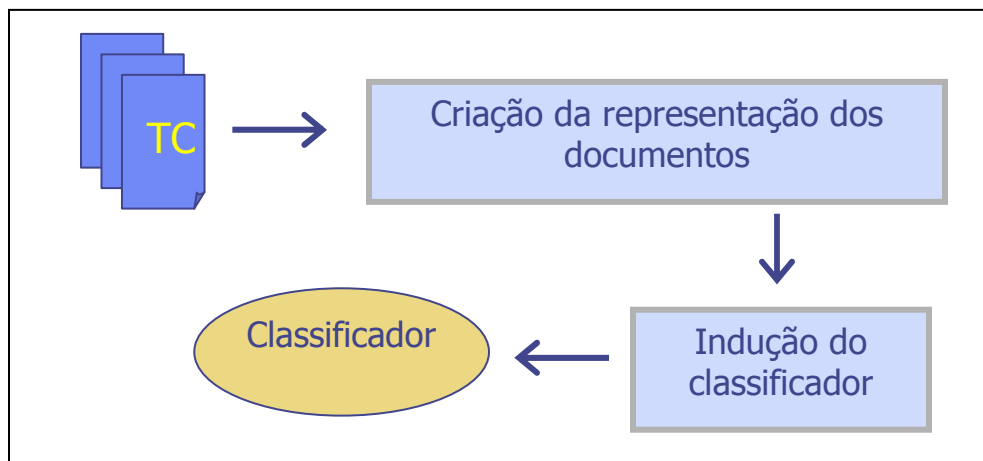 TC
Criação da representação dos
documentos
Classificador
Indução do
classificador